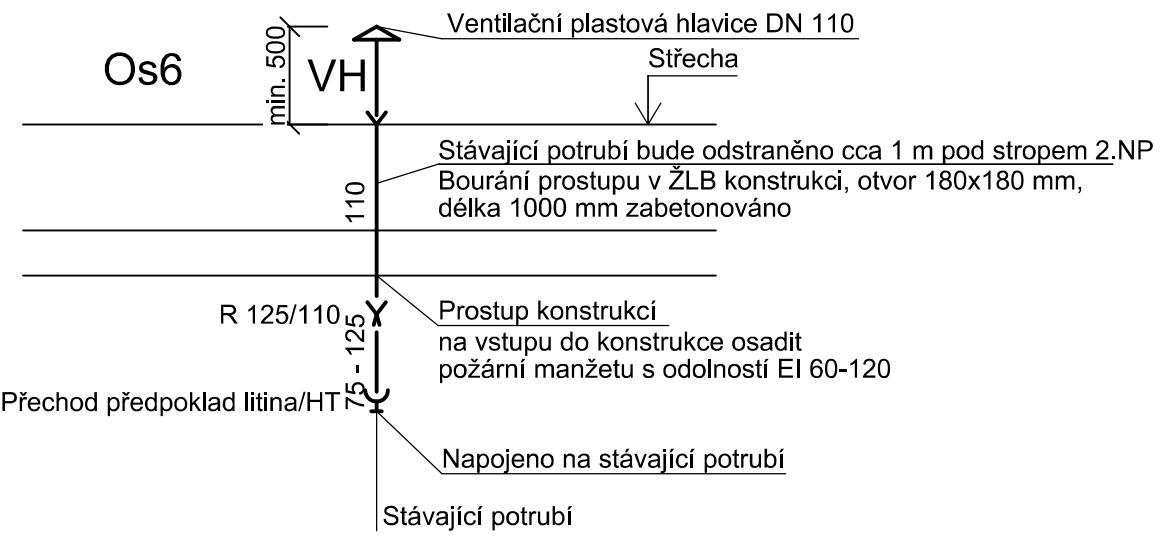 Ventilační plastová hlavice DN 110
Os6
VH
min. 500
Střecha
Stávající potrubí bude odstraněno cca 1 m pod stropem 2.NP
Bourání prostupu v ŽLB konstrukci, otvor 180x180 mm,
délka 1000 mm zabetonováno
110
R 125/110
Prostup konstrukcí
na vstupu do konstrukce osadit
požární manžetu s odolností EI 60-120
75 - 125
Přechod předpoklad litina/HT
Napojeno na stávající potrubí
Stávající potrubí